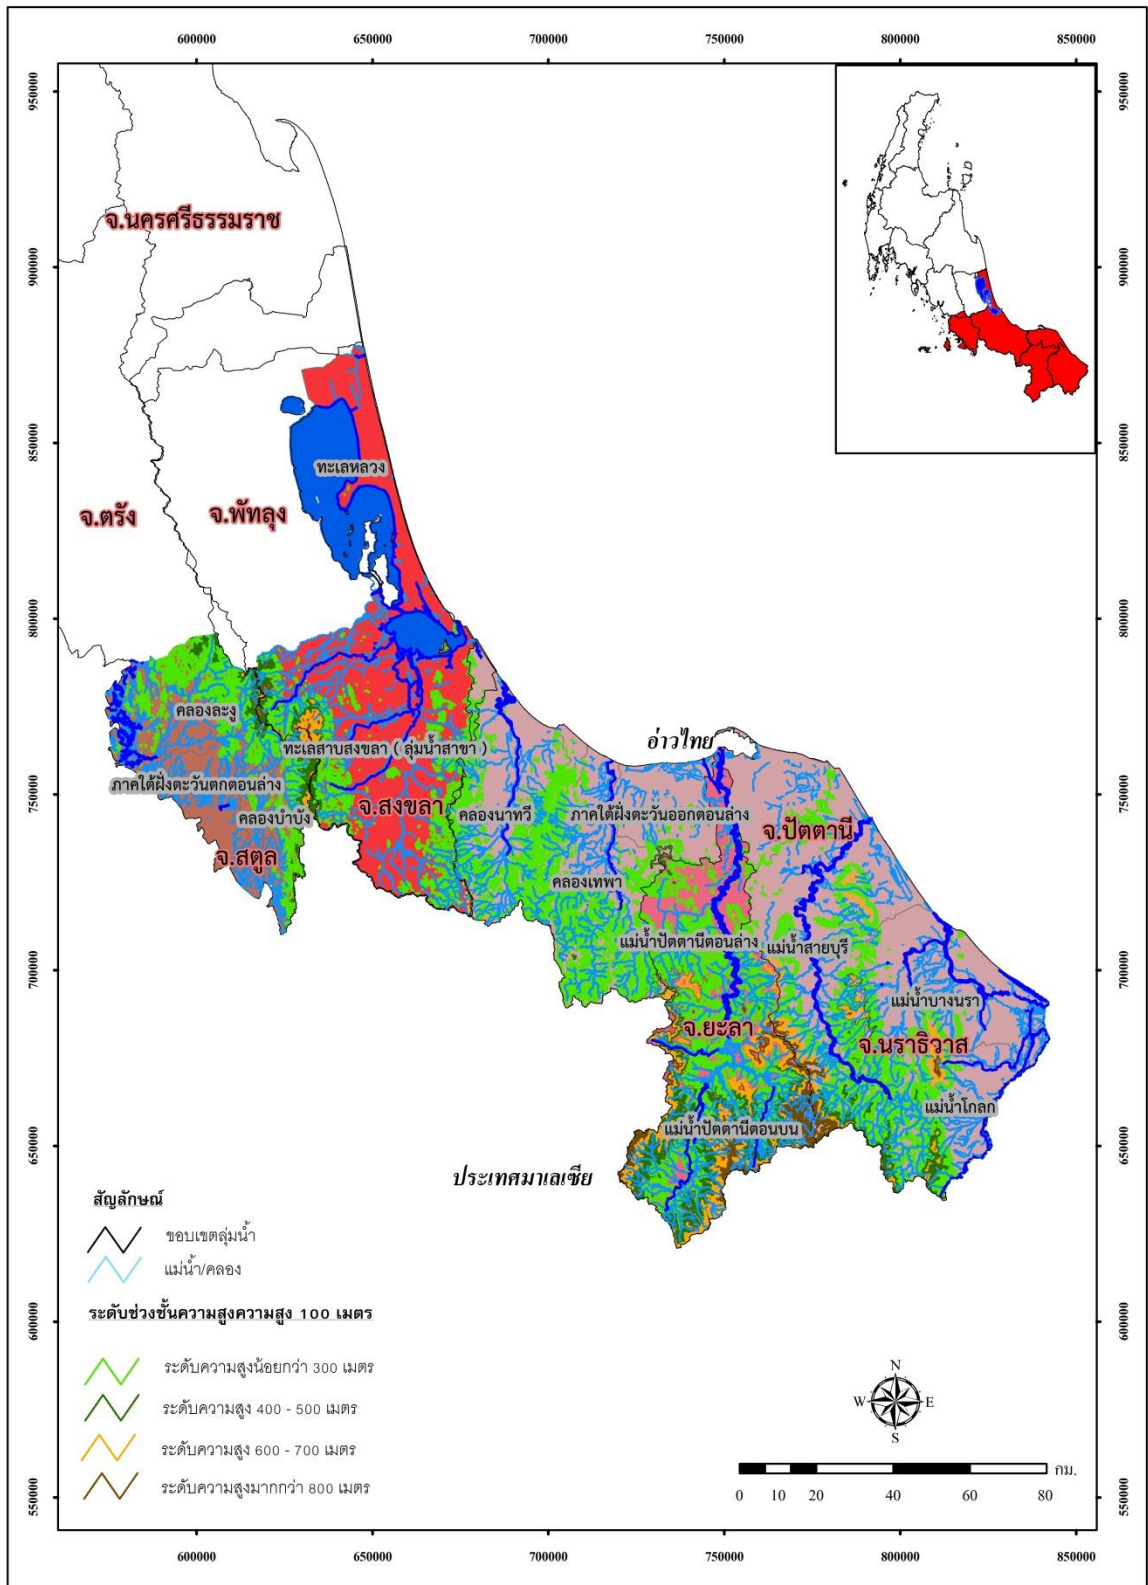 600000 650000 700000 750000 800000 850000
950000 950000
จ.นครศรีธรรมราช
900000 900000
850000 850000
ทะเลหลวง
จ.ตรัง
จ.พัทลุง
800000 800000
คลองละงู
อ่าวไทย
ทะเลสาบสงขลา ( ลุ่มน้ำสาขา )
ภาคใต้ฝั่งตะวันตกตอนล่าง
750000 750000
จ.สงขลา
คลองบำบัง
คลองนาทวี
ภาคใต้ฝั่งตะวันออกตอนล่าง
จ.ปัตตานี
จ.สตูล
คลองเทพา
แม่น้ำปัตตานีตอนล่าง
แม่น้ำสายบุรี
700000 700000
แม่น้ำบางนรา
จ.ยะลา
จ.นราธิวาส
แม่น้ำโกลก
แม่น้ำปัตตานีตอนบน
650000 650000
ประเทศมาเลเซีย
สัญลักษณ์
ขอบเขตลุ่มน้ำ
แม่น้ำ/คลอง
ระดับช่วงชั้นความสูงความสูง 100 เมตร
600000 600000
ระดับความสูงน้อยกว่า 300 เมตร
ระดับความสูง 400 - 500 เมตร
ระดับความสูง 600 - 700 เมตร
ระดับความสูงมากกว่า 800 เมตร
N
W E
S
กม.
0 10 20 40 60 80
550000 550000
600000 650000 700000 750000 800000 850000